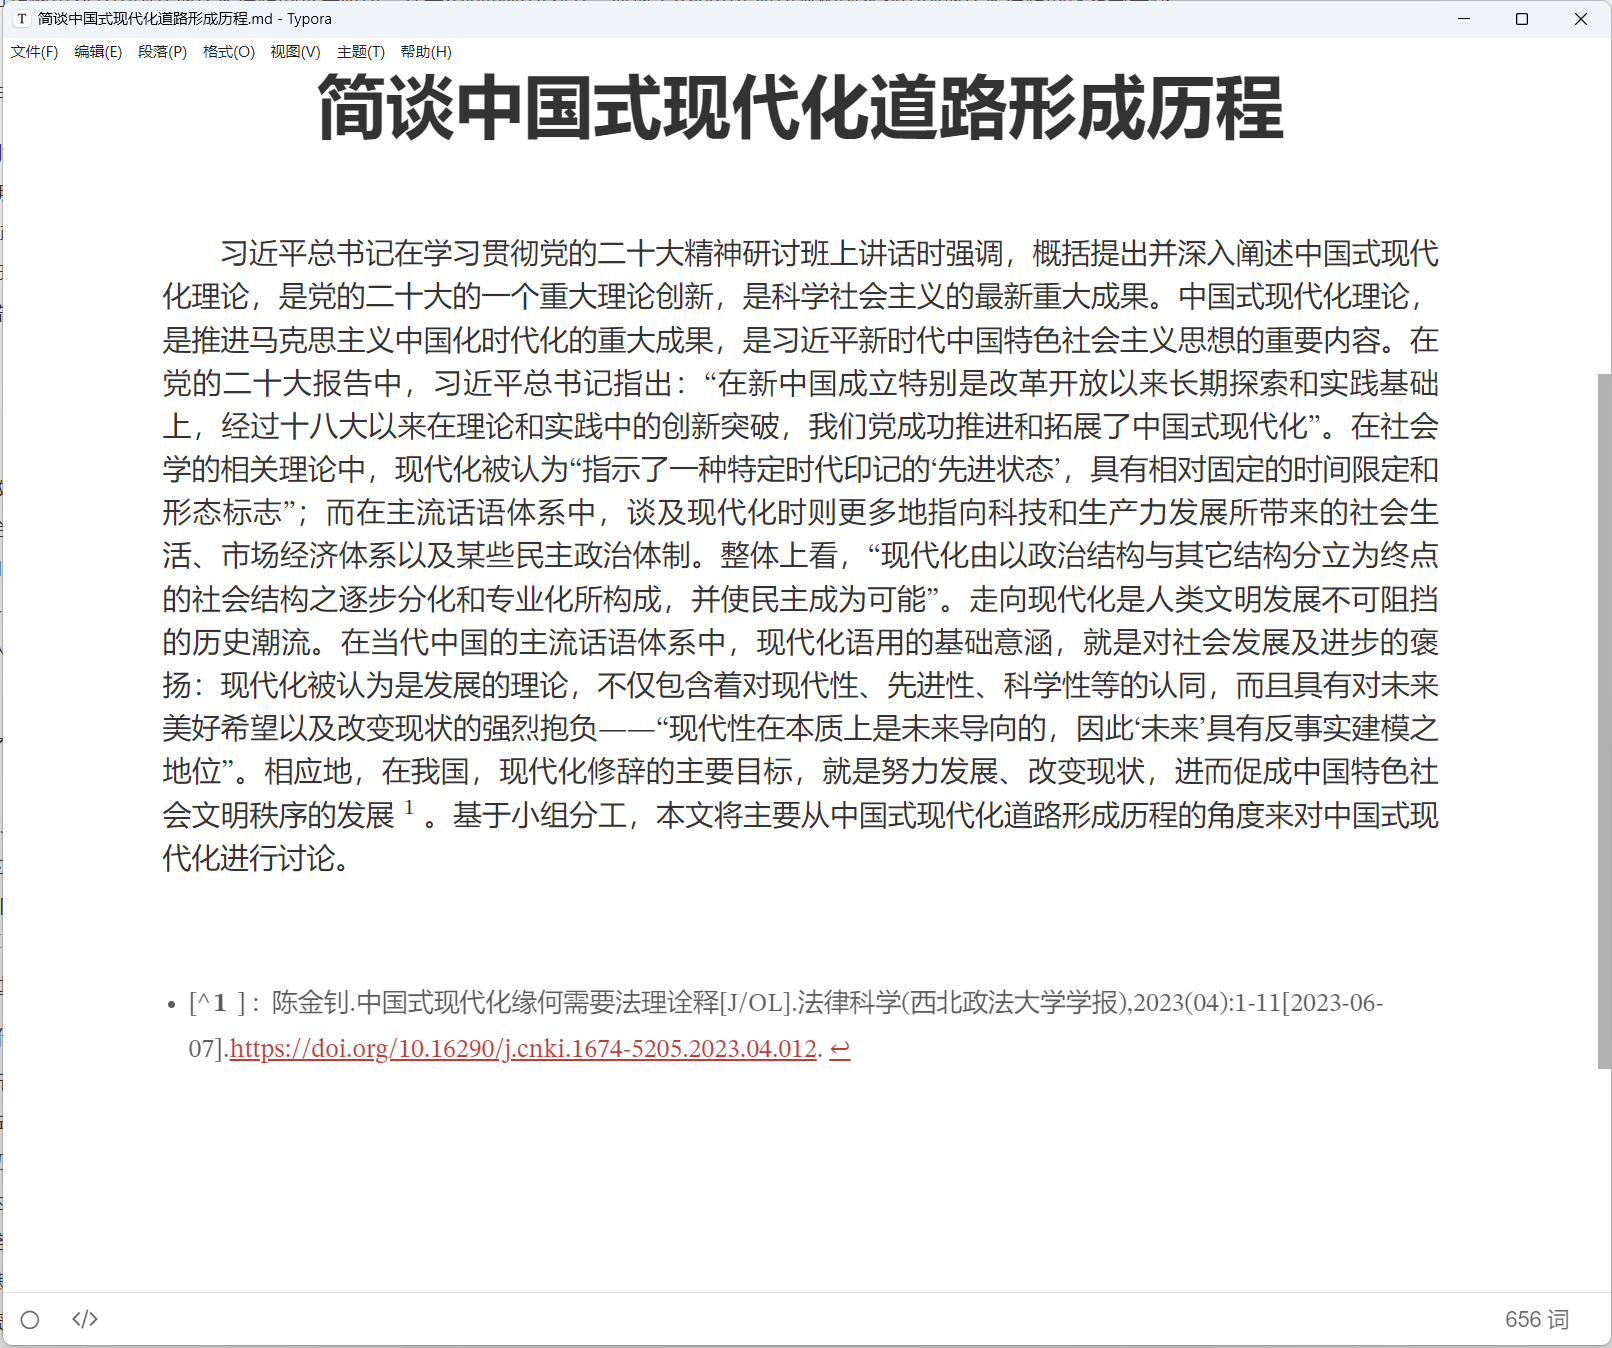 简谈中国式现代化道路形成历程.md - Typora
文件(F) 编辑(E) 段落(P) 格式(O) 视图(V) 主题(T) 帮助(H)
简谈中国式现代化道路形成历程
习近平总书记在学习贯彻党的二十大精神研讨班上讲话时强调，概括提出并深入阐述中国式现代
化理论，是党的二十大的一个重大理论创新，是科学社会主义的最新重大成果。中国式现代化理论，
是推进马克思主义中国化时代化的重大成果，是习近平新时代中国特色社会主义思想的重要内容。在
党的二十大报告中，习近平总书记指出：“在新中国成立特别是改革开放以来长期探索和实践基础
上，经过十八大以来在理论和实践中的创新突破，我们党成功推进和拓展了中国式现代化”。在社会
学的相关理论中，现代化被认为“指示了一种特定时代印记的‘先进状态’，具有相对固定的时间限定和
形态标志”；而在主流话语体系中，谈及现代化时则更多地指向科技和生产力发展所带来的社会生
活、市场经济体系以及某些民主政治体制。整体上看，“现代化由以政治结构与其它结构分立为终点
的社会结构之逐步分化和专业化所构成，并使民主成为可能”。走向现代化是人类文明发展不可阻挡
的历史潮流。在当代中国的主流话语体系中，现代化语用的基础意涵，就是对社会发展及进步的褒
扬：现代化被认为是发展的理论，不仅包含着对现代性、先进性、科学性等的认同，而且具有对未来
美好希望以及改变现状的强烈抱负——“现代性在本质上是未来导向的，因此‘未来’具有反事实建模之
地位”。相应地，在我国，现代化修辞的主要目标，就是努力发展、改变现状，进而促成中国特色社
会文明秩序的发展 1 。基于小组分工，本文将主要从中国式现代化道路形成历程的角度来对中国式现
代化进行讨论。
• [^1 ]： 陈金钊.中国式现代化缘何需要法理诠释[J/OL].法律科学(西北政法大学学报),2023(04):1-11[2023-06-
07].https://doi.org/10.16290/j.cnki.1674-5205.2023.04.012. ↩
</> 656 词